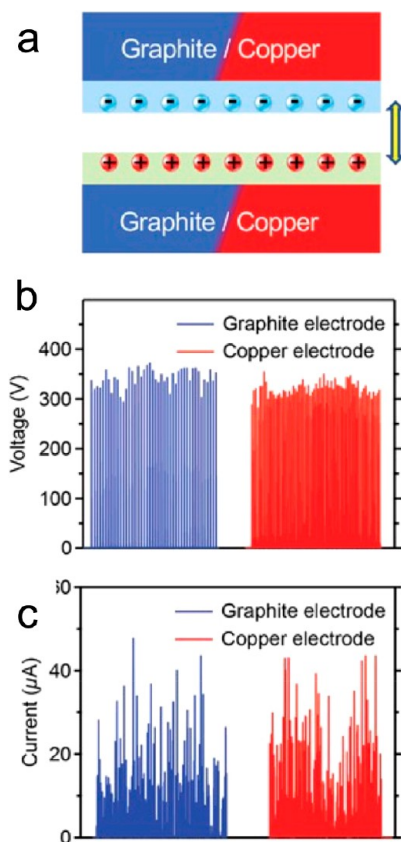 a
Graphite / Copper
- - - - - - - - -
+ + + + + + + + +
Graphite / Copper
b
Graphite electrode
Copper electrode
400
300
200
100
0
Voltage (V)
c
60
Graphite electrode
Copper electrode
40
20
0
Current (μA)